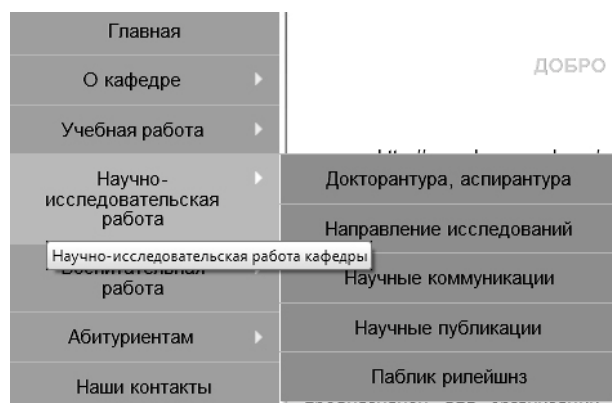 Главная
О кафедре
ДОБРО
Учебная работа
Научно-
исследовательская
работа
Докторантура, аспирантура
Направление исследований
Научно-исследовательская работа кафедры
работа
Научные коммуникации
Абитуриентам
Научные публикации
Наши контакты
Паблик рилейшнз